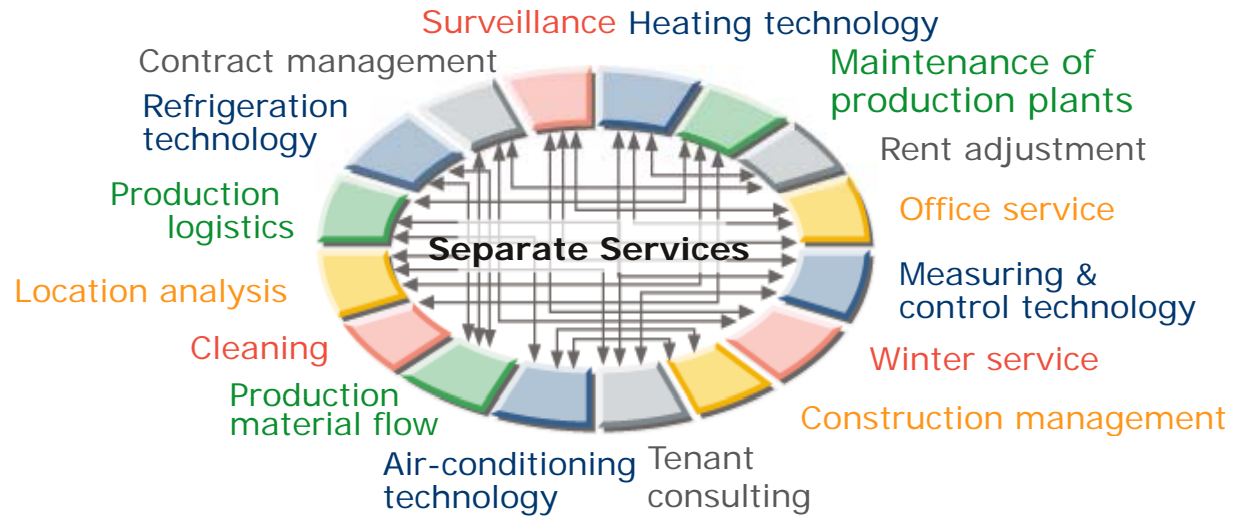 Surveillance Heating technology
Contract management
Maintenance of
production plants
Refrigeration
technology
Rent adjustment
Production
logistics
Office service
Separate Services
Location analysis
Measuring &
control technology
Cleaning
Winter service
Production
material flow
Construction management
Air-conditioning
technology
Tenant
consulting